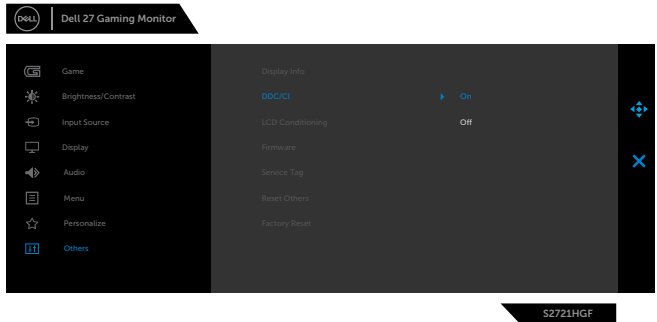 DELL
Dell 27 Gaming Monitor
Game
Brightness/Contrast
Input Source
Display
Audio
Menu
Personalize
Others
Display Info
DDC/CI
On
LCD Conditioning
Off
Firmware
Service Tag
Reset Others
Factory Reset
S2721HGF